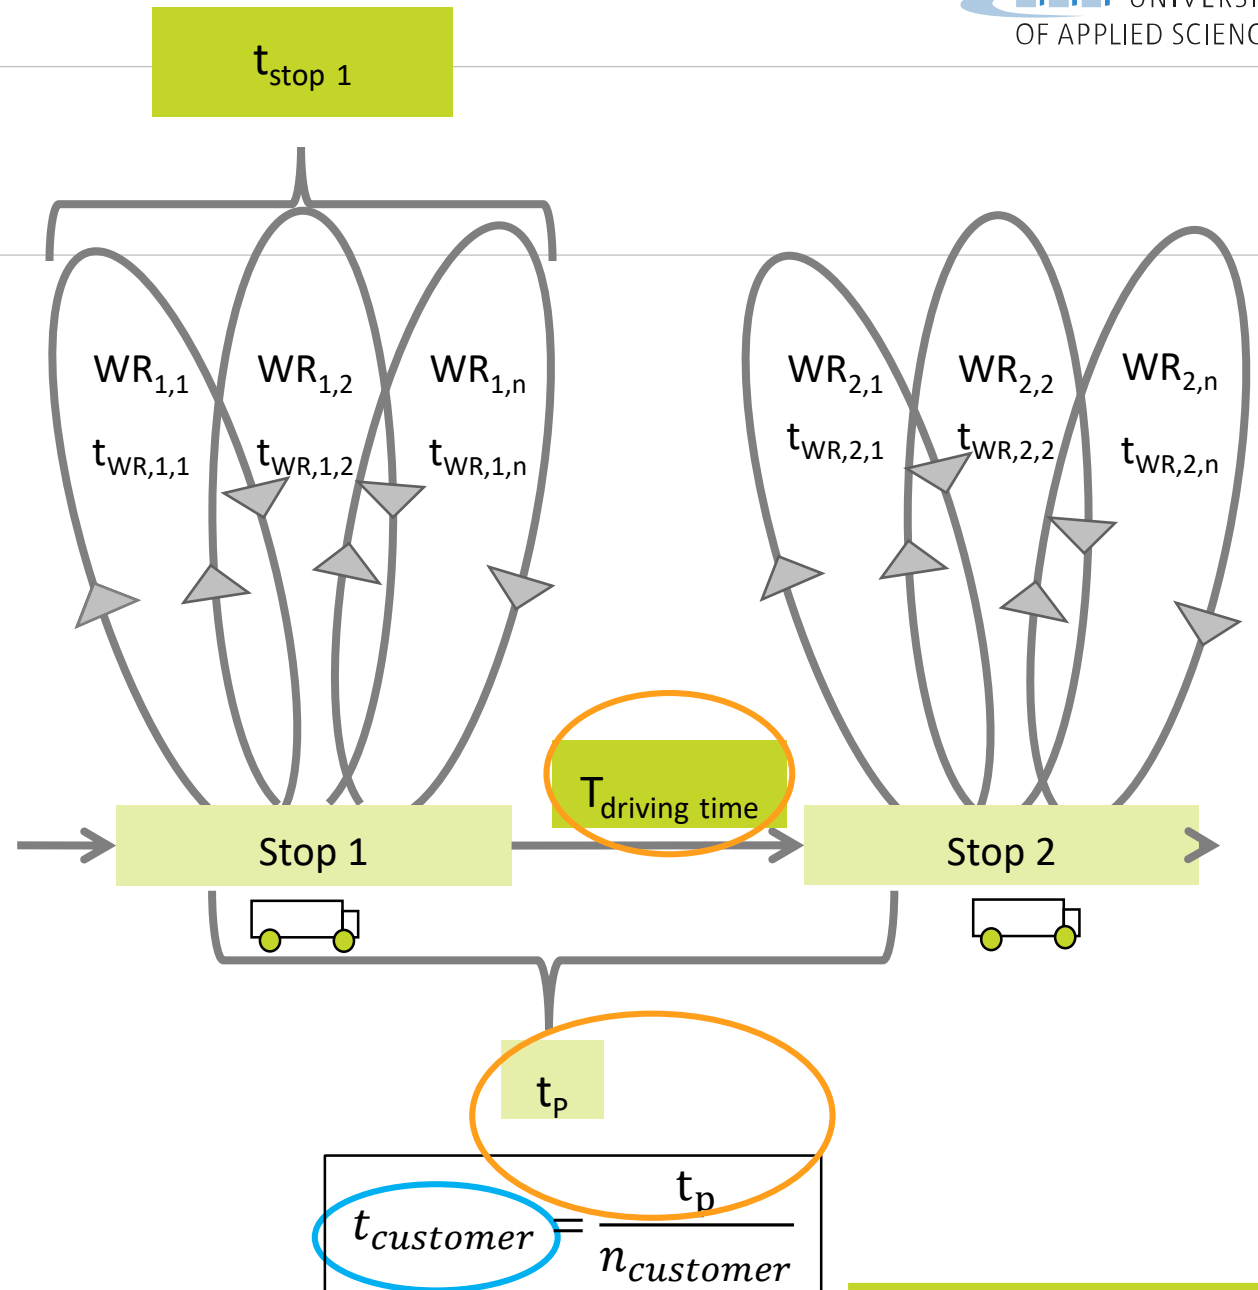 OF APPLIED SCIENC
t_stop 1
WR_1,1 WR_1,2 WR_1,n
t_WR,1,1 t_WR,1,2 t_WR,1,n
WR_2,1 WR_2,2 WR_2,n
t_WR,2,1 t_WR,2,2 t_WR,2,n
T_driving time
Stop 1
Stop 2
t_P
t_customer = t_p / n_customer